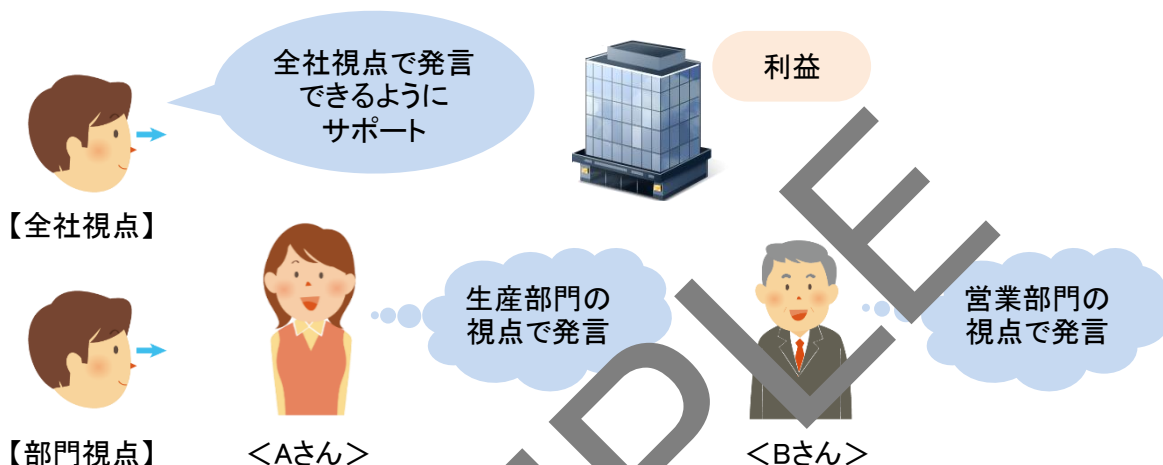 全社視点で発言
できるように
サポート
利益
【全社視点】
生産部門の
視点で発言
営業部門の
視点で発言
【部門視点】
＜Aさん＞
＜Bさん＞
PLE